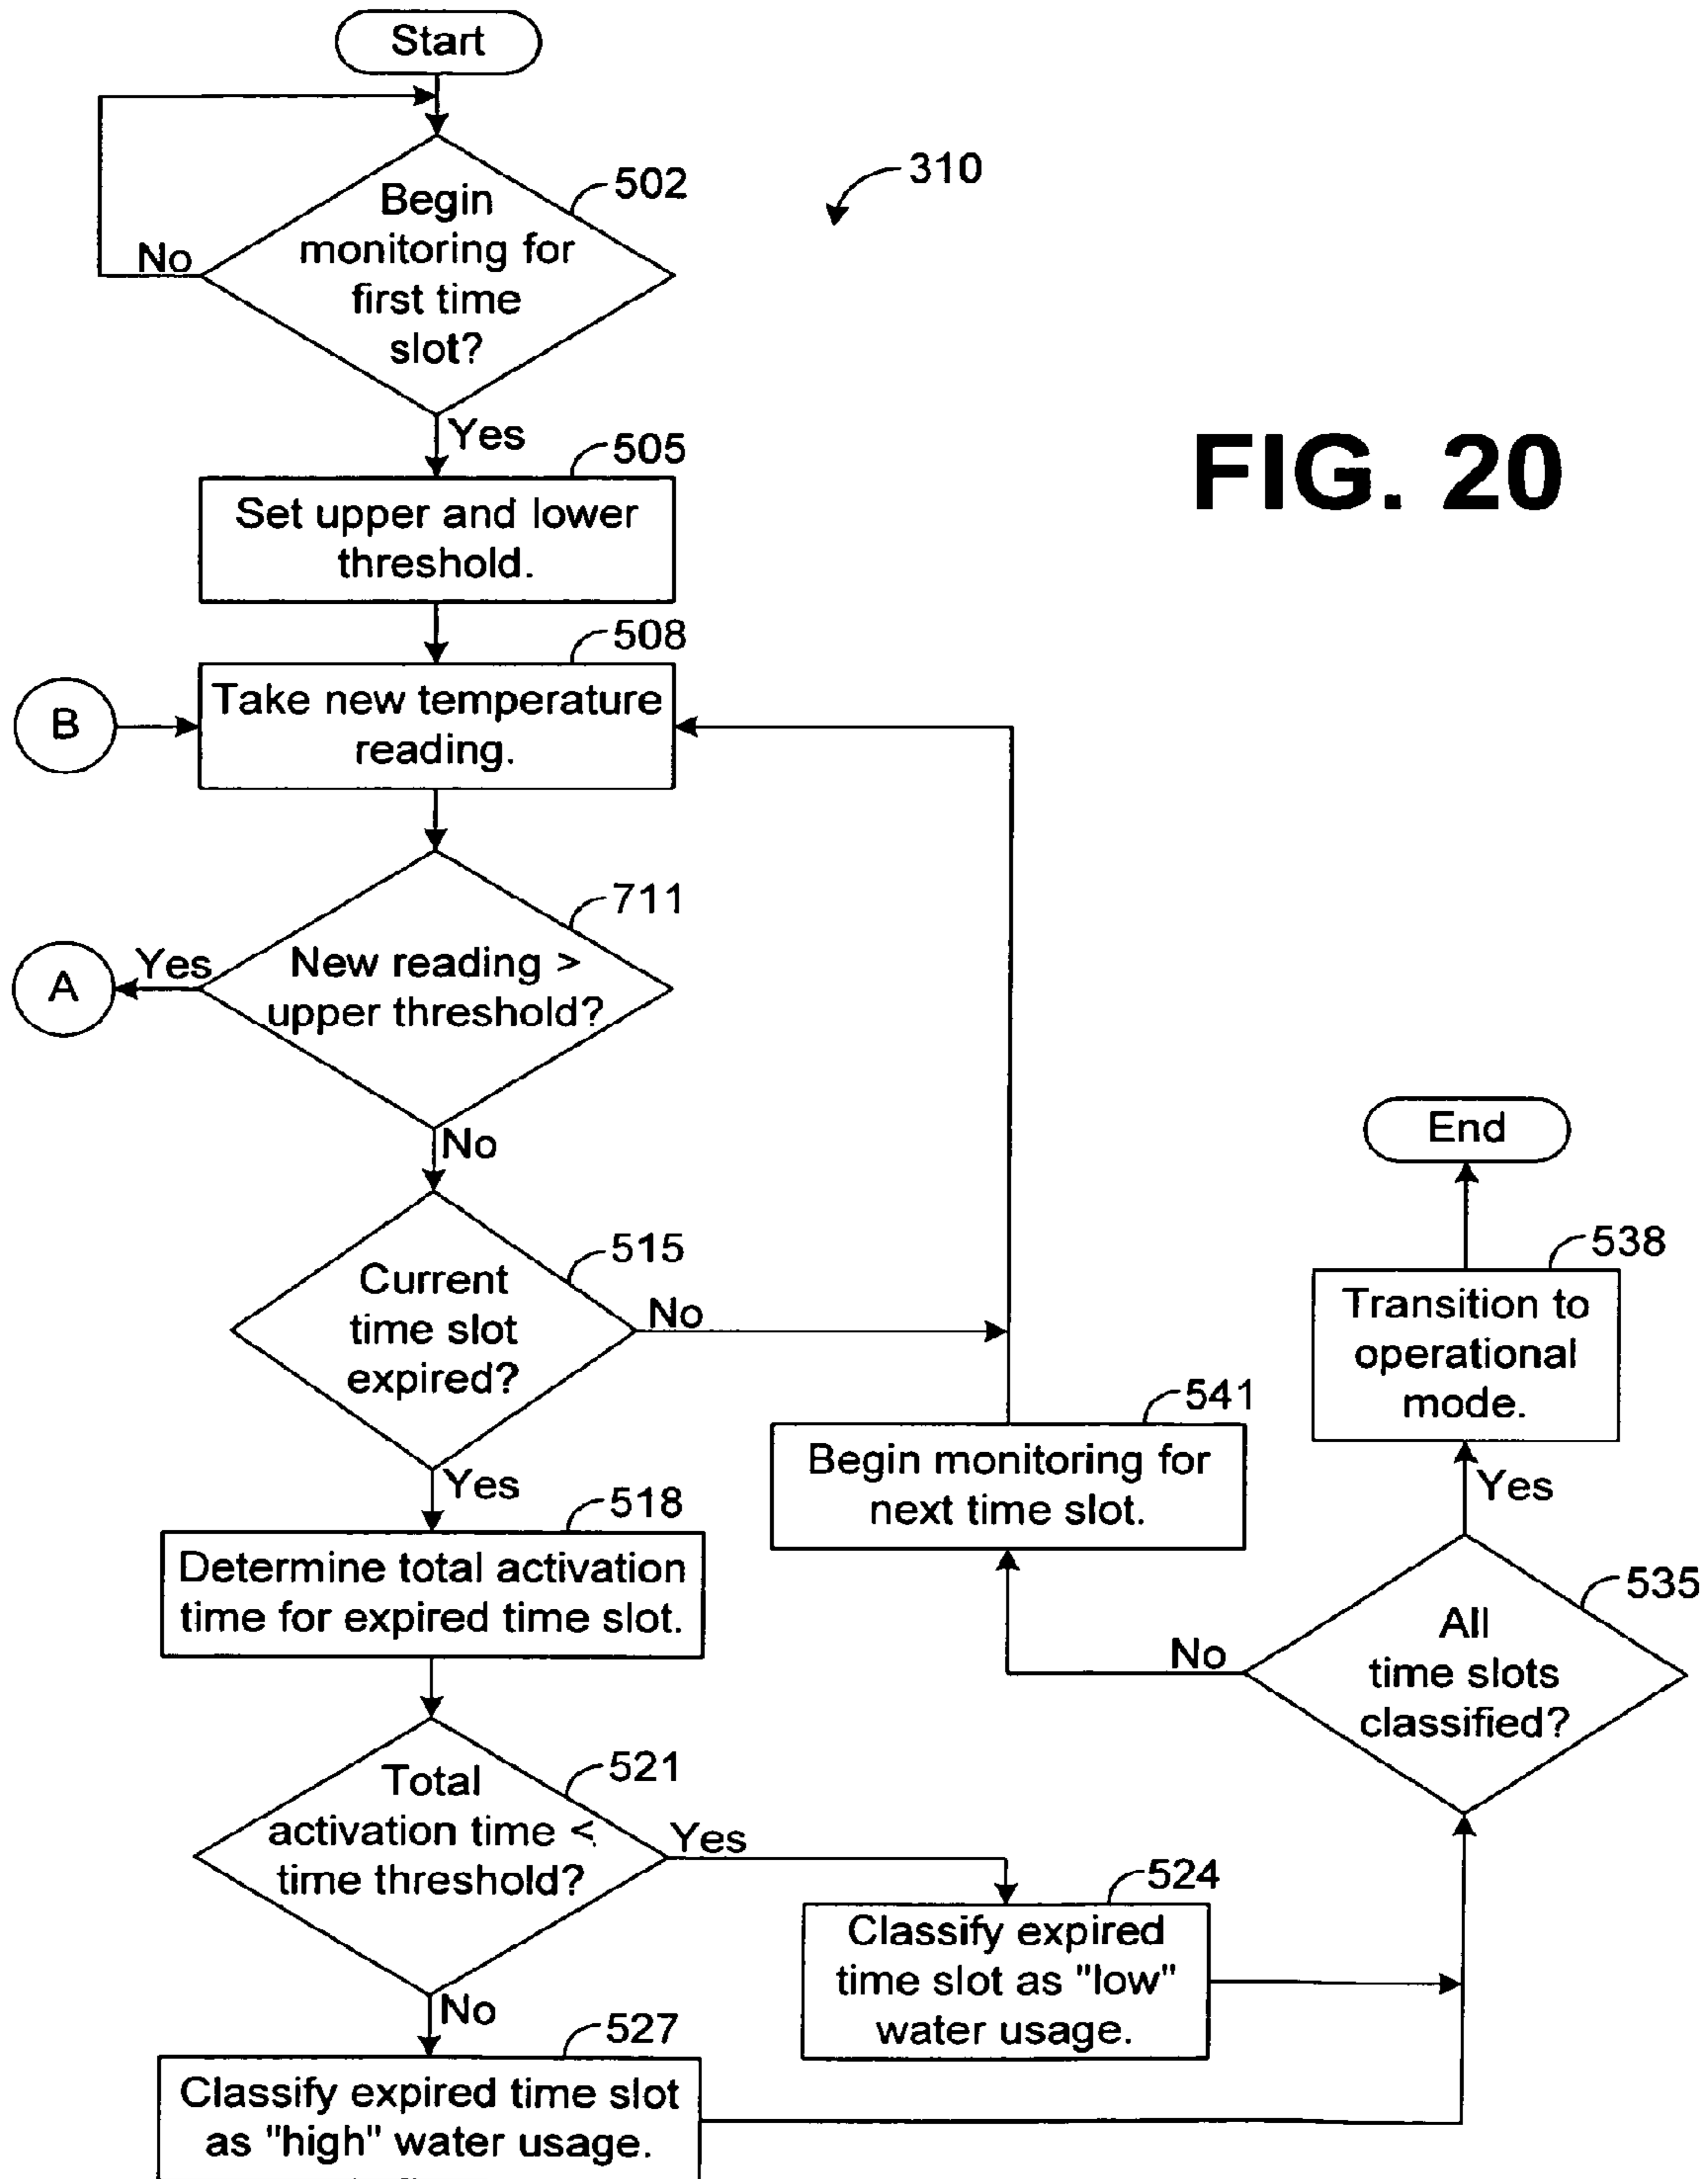 Start
310
502
Begin
monitoring for
first time
slot?
No
Yes
FIG. 20
505
Set upper and lower
threshold.
508
Take new temperature
reading.
B
711
New reading >
upper threshold?
Yes
A
No
515
Current
time slot
expired?
No
Yes
518
Determine total activation
time for expired time slot.
521
Total
activation time <
time threshold?
Yes
No
524
Classify expired
time slot as "low"
water usage.
527
Classify expired time slot
as "high" water usage.
535
All
time slots
classified?
No
Yes
541
Begin monitoring for
next time slot.
538
Transition to
operational
mode.
End